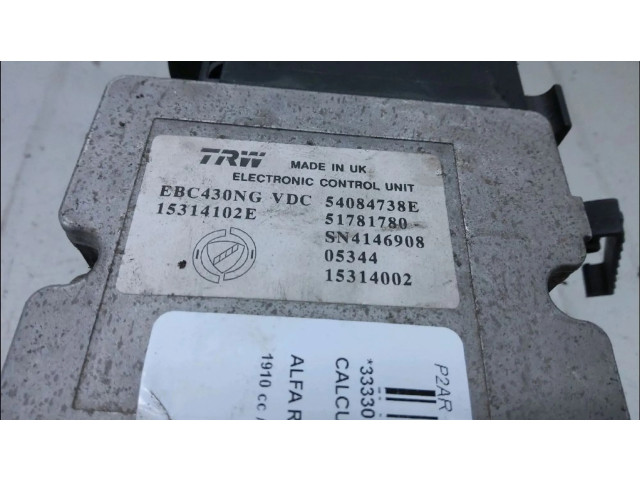 TRW MADE IN UK
ELECTRONIC CONTROL UNIT
EBC430NG VDC 54084738E
15314102E 51781780
SN4146908
05344
15314002
P2AR
*33330
CALCU
ALFA R
1910 cc